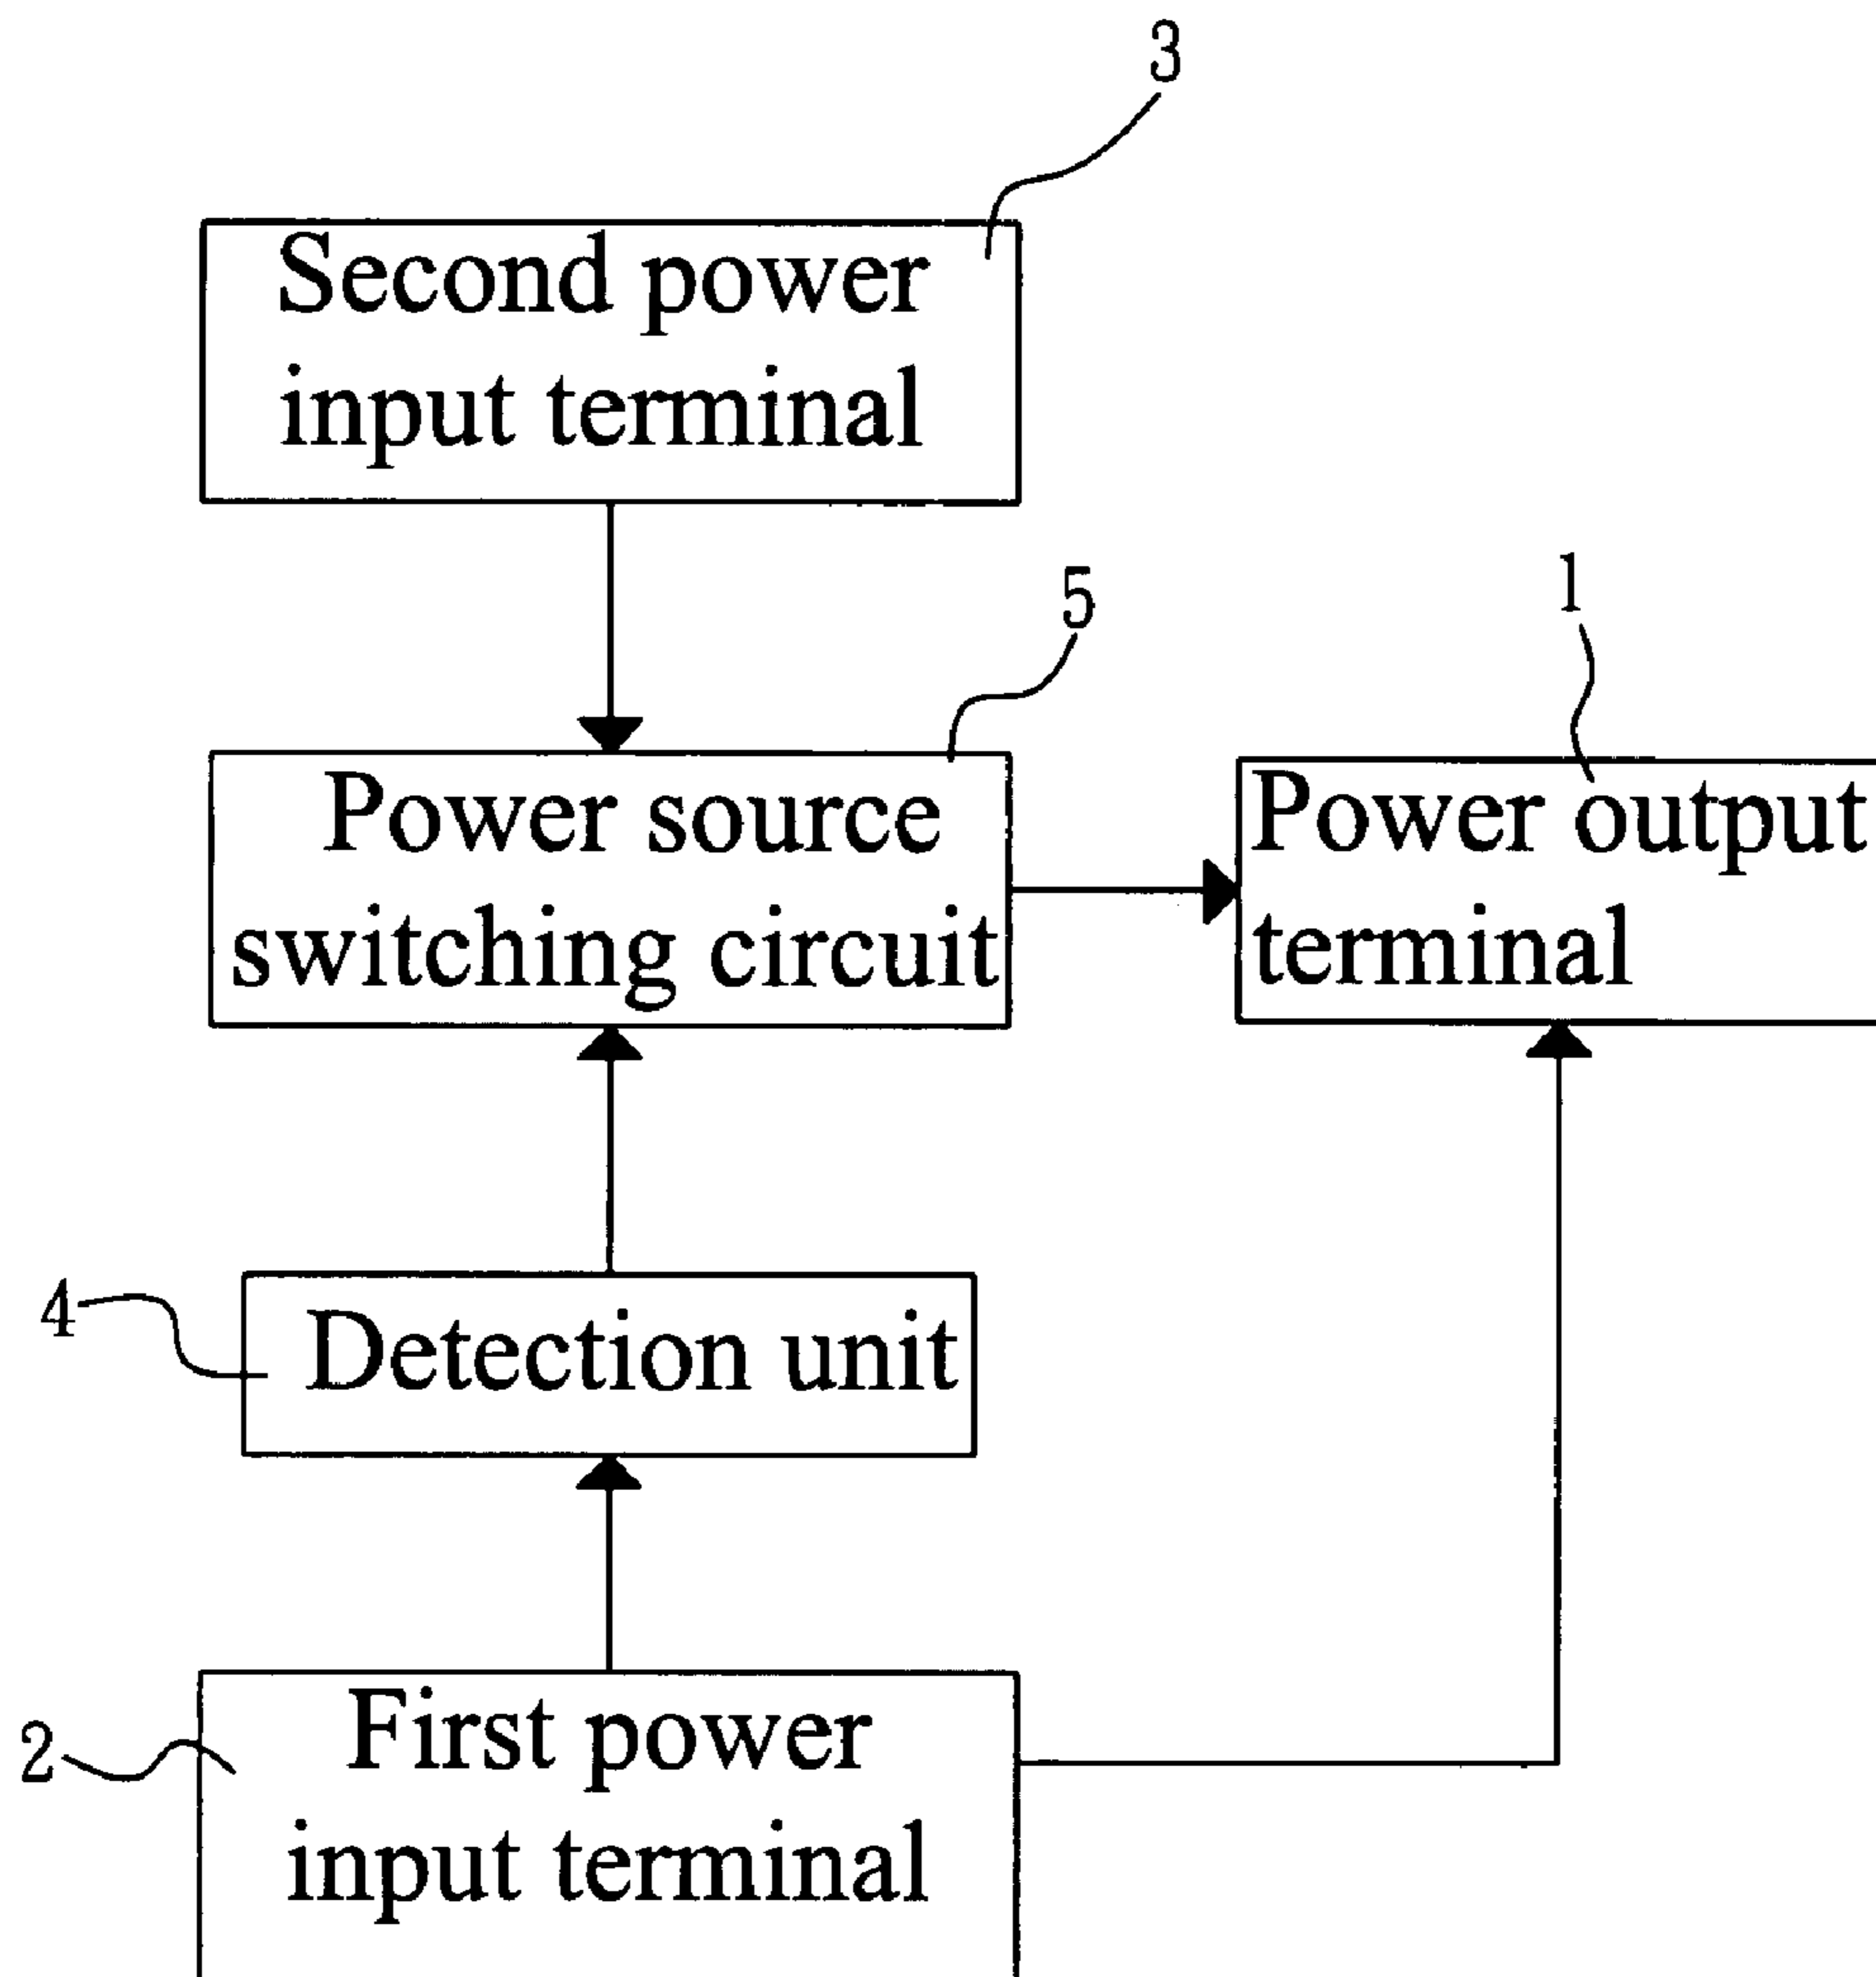 3
Second power
input terminal
5
1
Power source
switching circuit
Power output
terminal
4
Detection unit
2
First power
input terminal